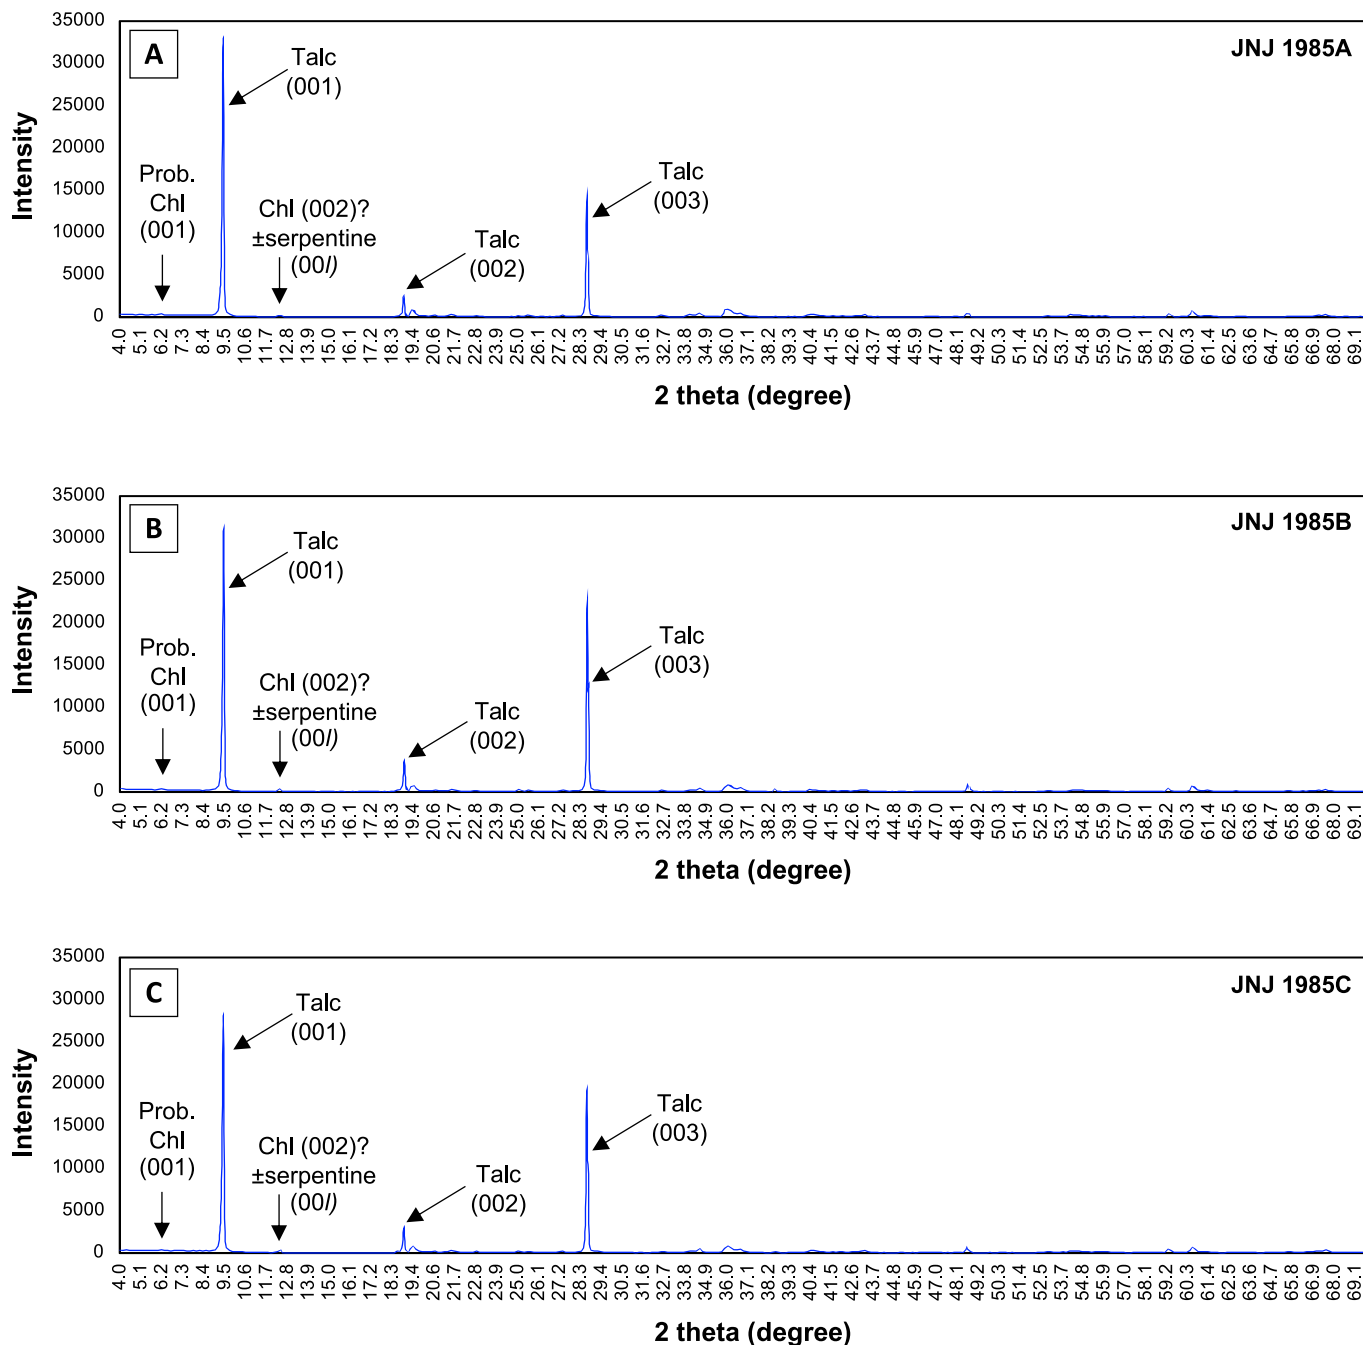 A
JNJ 1985A
Intensity
35000
30000
25000
20000
15000
10000
5000
0
Talc
(001)
Prob.
Chl
(001)
Chl (002)?
±serpentine
(00l)
Talc
(002)
Talc
(003)
4.0 5.1 6.2 7.3 8.4 9.5 10.6 11.7 12.8 13.9 15.0 16.1 17.2 18.3 19.4 20.6 21.7 22.8 23.9 25.0 26.1 27.2 28.3 29.4 30.5 31.6 32.7 33.8 34.9 36.0 37.1 38.2 39.3 40.4 41.5 42.6 43.7 44.8 45.9 47.0 48.1 49.2 50.3 51.4 52.5 53.7 54.8 55.9 57.0 58.1 59.2 60.3 61.4 62.5 63.6 64.7 65.8 66.9 68.0 69.1
2 theta (degree)
B
JNJ 1985B
Intensity
35000
30000
25000
20000
15000
10000
5000
0
Talc
(001)
Prob.
Chl
(001)
Chl (002)?
±serpentine
(00l)
Talc
(002)
Talc
(003)
4.0 5.1 6.2 7.3 8.4 9.5 10.6 11.7 12.8 13.9 15.0 16.1 17.2 18.3 19.4 20.6 21.7 22.8 23.9 25.0 26.1 27.2 28.3 29.4 30.5 31.6 32.7 33.8 34.9 36.0 37.1 38.2 39.3 40.4 41.5 42.6 43.7 44.8 45.9 47.0 48.1 49.2 50.3 51.4 52.5 53.7 54.8 55.9 57.0 58.1 59.2 60.3 61.4 62.5 63.6 64.7 65.8 66.9 68.0 69.1
2 theta (degree)
C
JNJ 1985C
Intensity
35000
30000
25000
20000
15000
10000
5000
0
Talc
(001)
Prob.
Chl
(001)
Chl (002)?
±serpentine
(00l)
Talc
(002)
Talc
(003)
4.0 5.1 6.2 7.3 8.4 9.5 10.6 11.7 12.8 13.9 15.0 16.1 17.2 18.3 19.4 20.6 21.7 22.8 23.9 25.0 26.1 27.2 28.3 29.4 30.5 31.6 32.7 33.8 34.9 36.0 37.1 38.2 39.3 40.4 41.5 42.6 43.7 44.8 45.9 47.0 48.1 49.2 50.3 51.4 52.5 53.7 54.8 55.9 57.0 58.1 59.2 60.3 61.4 62.5 63.6 64.7 65.8 66.9 68.0 69.1
2 theta (degree)